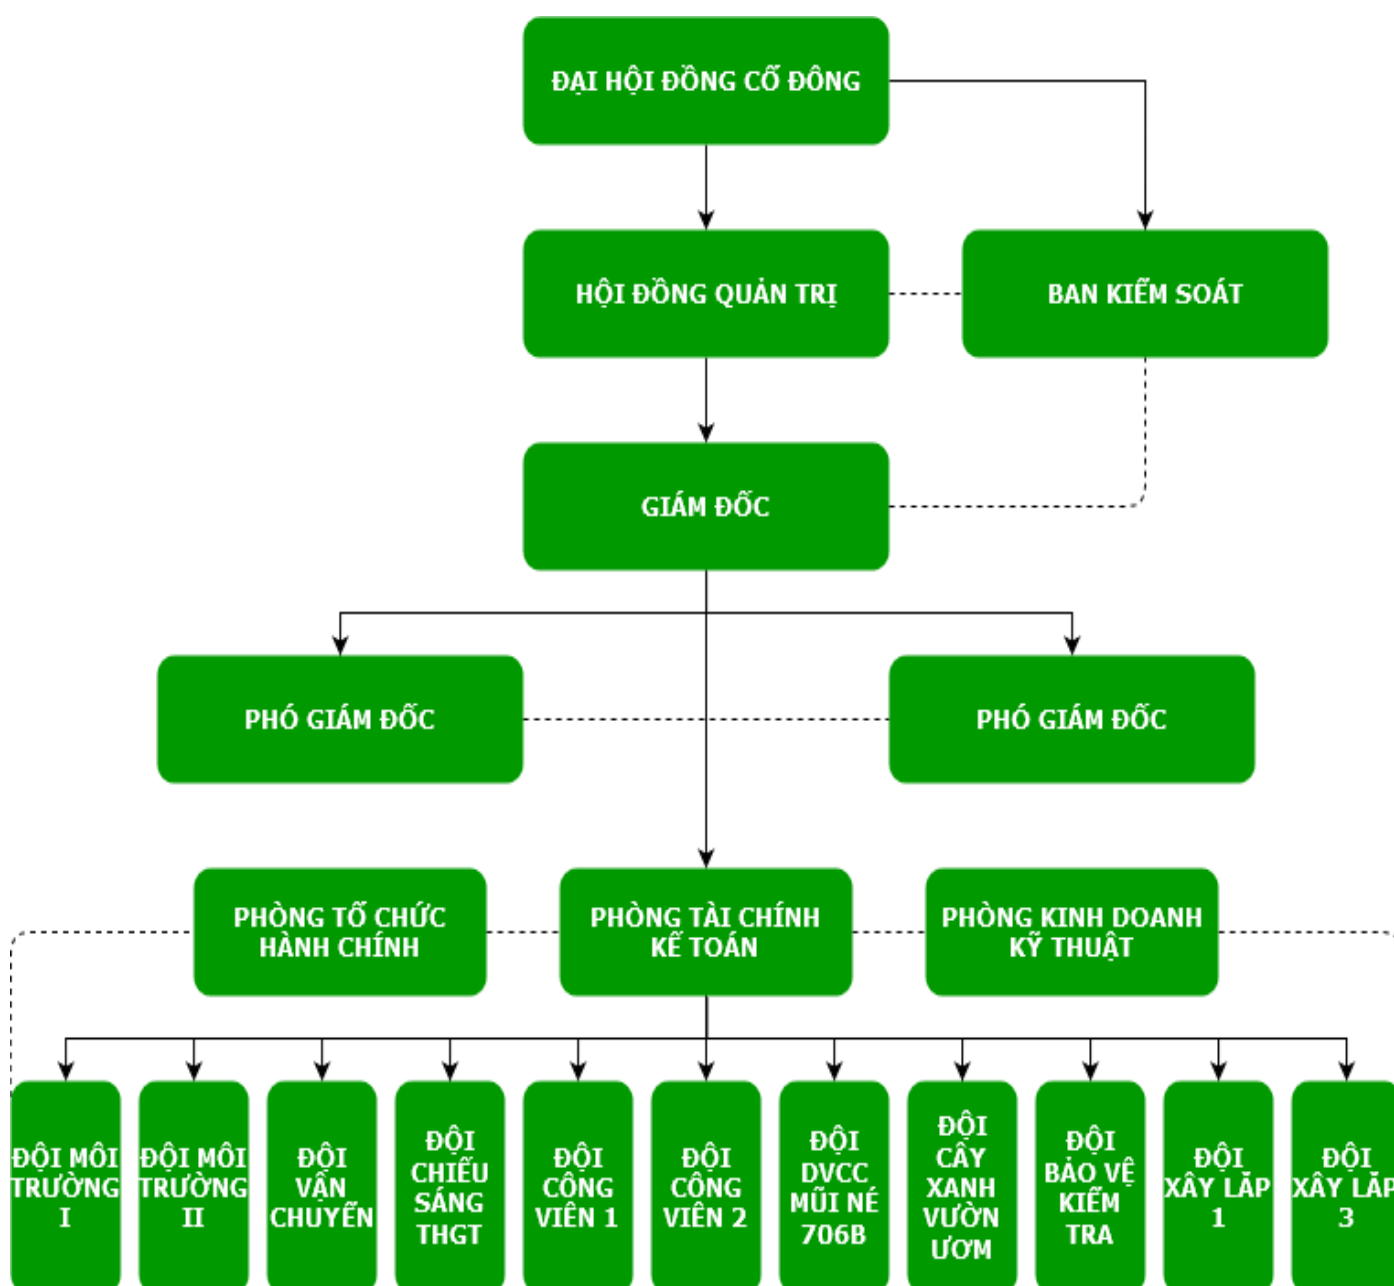 ĐẠI HỘI ĐỒNG CỔ ĐÔNG
HỘI ĐỒNG QUẢN TRỊ
BAN KIỂM SOÁT
GIÁM ĐỐC
PHÓ GIÁM ĐỐC
PHÓ GIÁM ĐỐC
PHÒNG TỔ CHỨC
HÀNH CHÍNH
PHÒNG TÀI CHÍNH
KẾ TOÁN
PHÒNG KINH DOANH
KỸ THUẬT
ĐỘI MÔI
TRƯỜNG
I
ĐỘI MÔI
TRƯỜNG
II
ĐỘI
VẬN
CHUYỂN
ĐỘI
CHIẾU
SÁNG
THGT
ĐỘI
CÔNG
VIÊN 1
ĐỘI
CÔNG
VIÊN 2
ĐỘI
DVCC
MŨI NÉ
706B
ĐỘI
CÂY
XANH
VƯỜN
ƯƠM
ĐỘI
BẢO VỆ
KIỂM
TRA
ĐỘI
XÂY LẮP
1
ĐỘI
XÂY LẮP
3